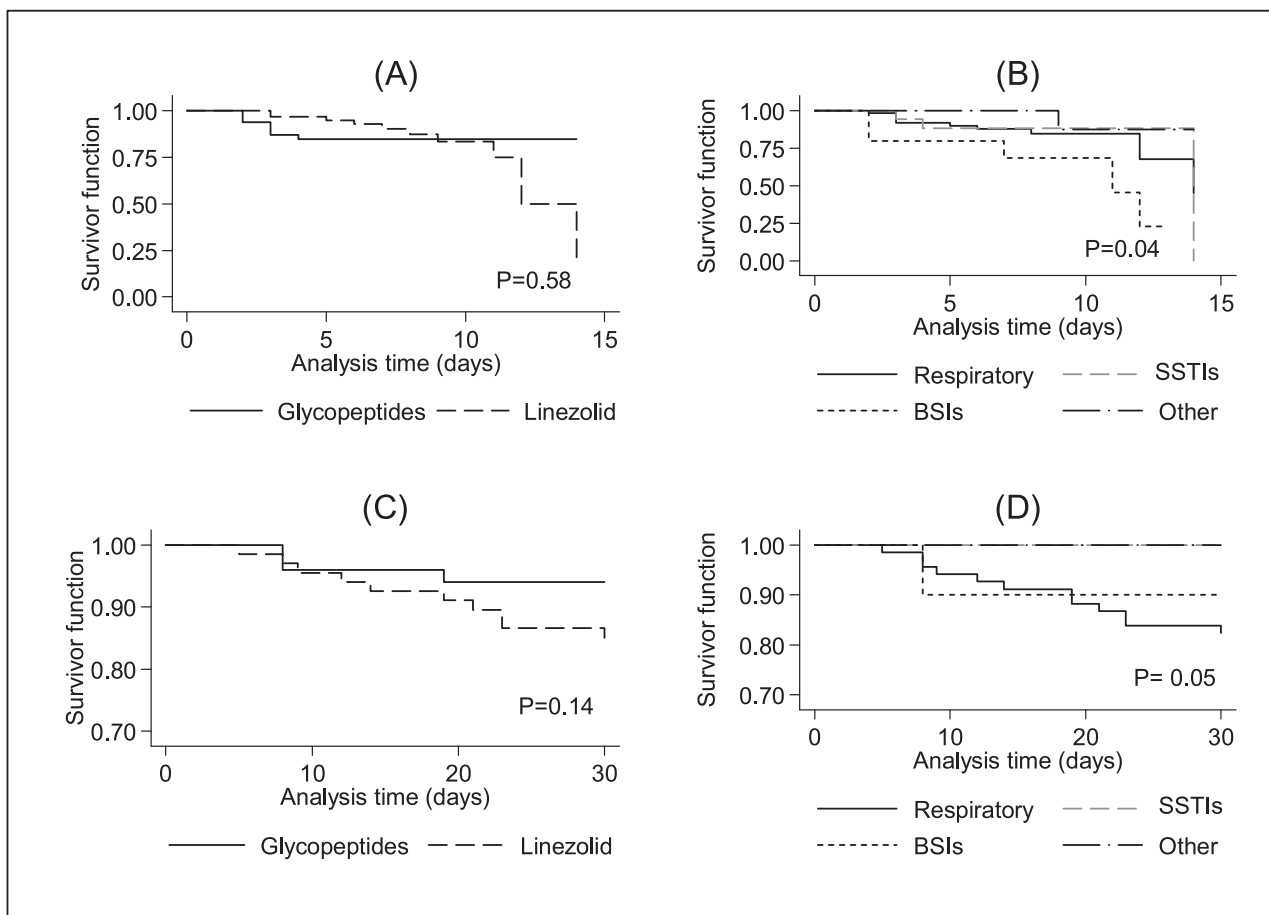 (A)
Survivor function
1.00
0.75
0.50
0.25
0.00
P=0.58
0 5 10 15
Analysis time (days)
Glycopeptides Linezolid
(B)
Survivor function
1.00
0.75
0.50
0.25
0.00
P=0.04
0 5 10 15
Analysis time (days)
Respiratory SSTIs
BSIs Other
(C)
Survivor function
1.00
0.90
0.80
0.70
P=0.14
0 10 20 30
Analysis time (days)
Glycopeptides Linezolid
(D)
Survivor function
1.00
0.90
0.80
0.70
P= 0.05
0 10 20 30
Analysis time (days)
Respiratory SSTIs
BSIs Other